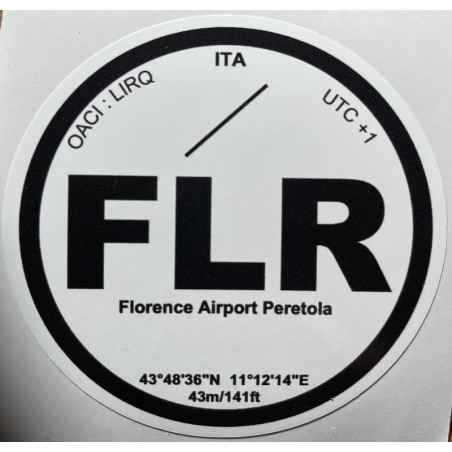 ITA
OACI : LIRQ
UTC +1
FLR
Florence Airport Peretola
43°48'36"N 11°12'14"E
43m/141ft